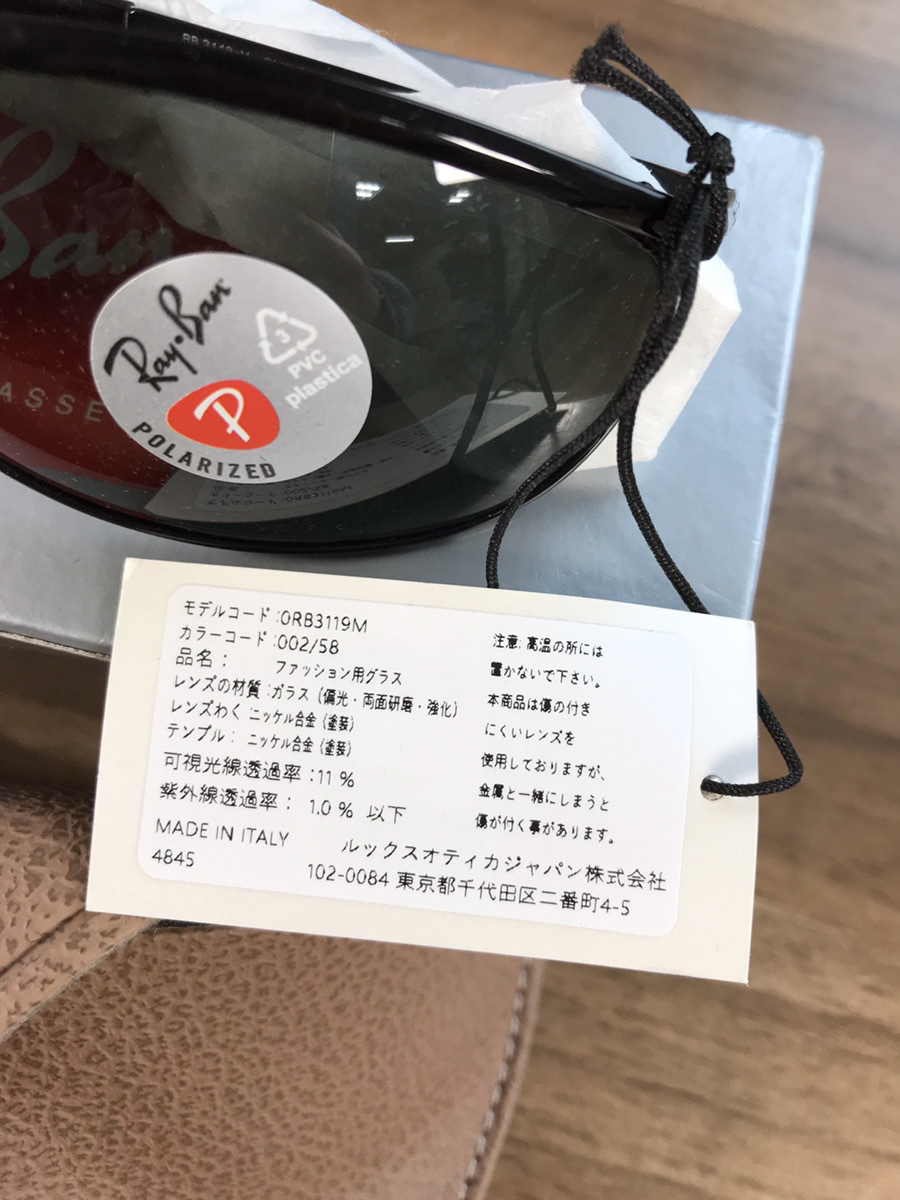 RB 3119-M
Ban
ASSE
Ray-Ban
3
PVC
plastica
P
POLARIZED
モデルコード :0RB3119M
カラーコード :002/58
品名： ファッション用グラス
レンズの材質 :ガラス（偏光・両面研磨・強化）
レンズわく ニッケル合金（塗装）
テンプル： ニッケル合金（塗装）
可視光線透過率 :11 %
紫外線透過率： 1.0 % 以下
MADE IN ITALY
4845
注意: 高温の所には
置かないで下さい。
本商品は傷の付き
にくいレンズを
使用しておりますが、
金属と一緒にしまうと
傷が付く事があります。
ルックスオティカジャパン株式会社
102-0084 東京都千代田区二番町4-5